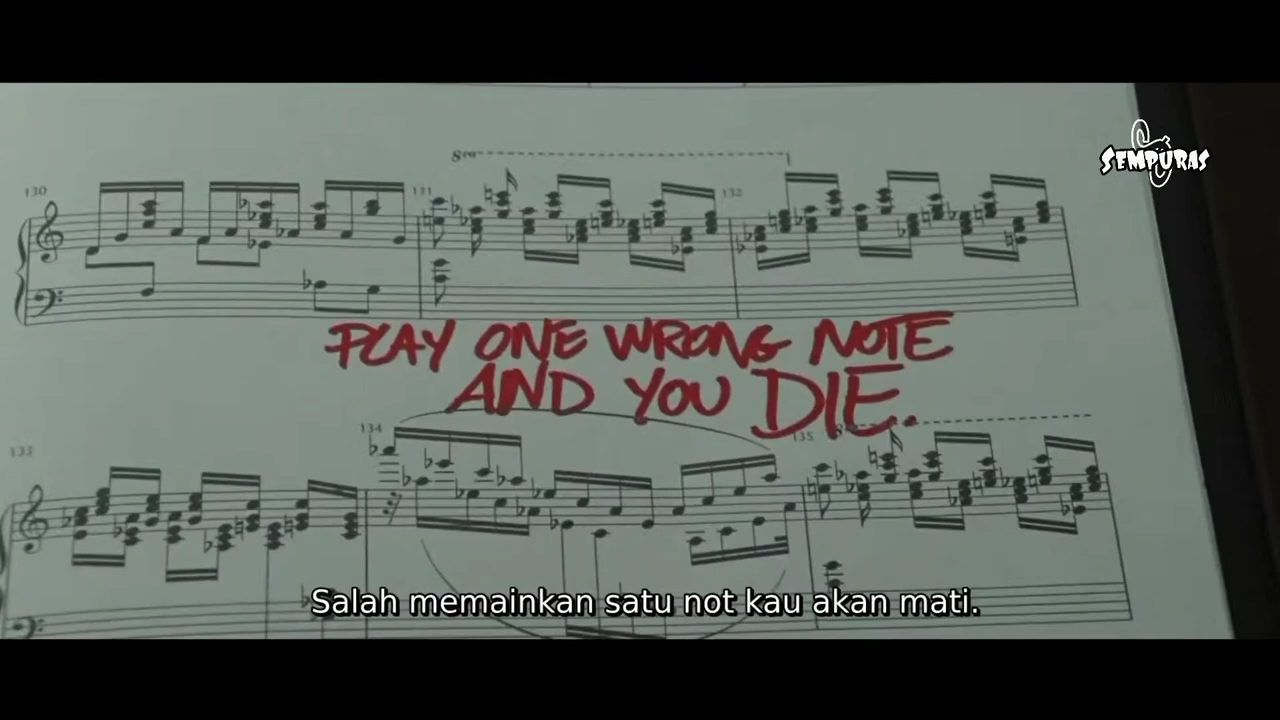 SEMPURAS
130
131
8va
132
PLAY ONE WRONG NOTE
AND YOU DIE.
133
134
135
8va
Salah memainkan satu not kau akan mati.